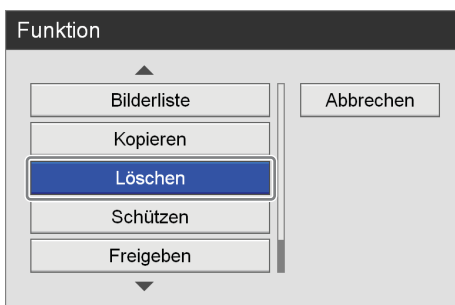 Funktion
Bilderliste
Abbrechen
Kopieren
Löschen
Schützen
Freigeben